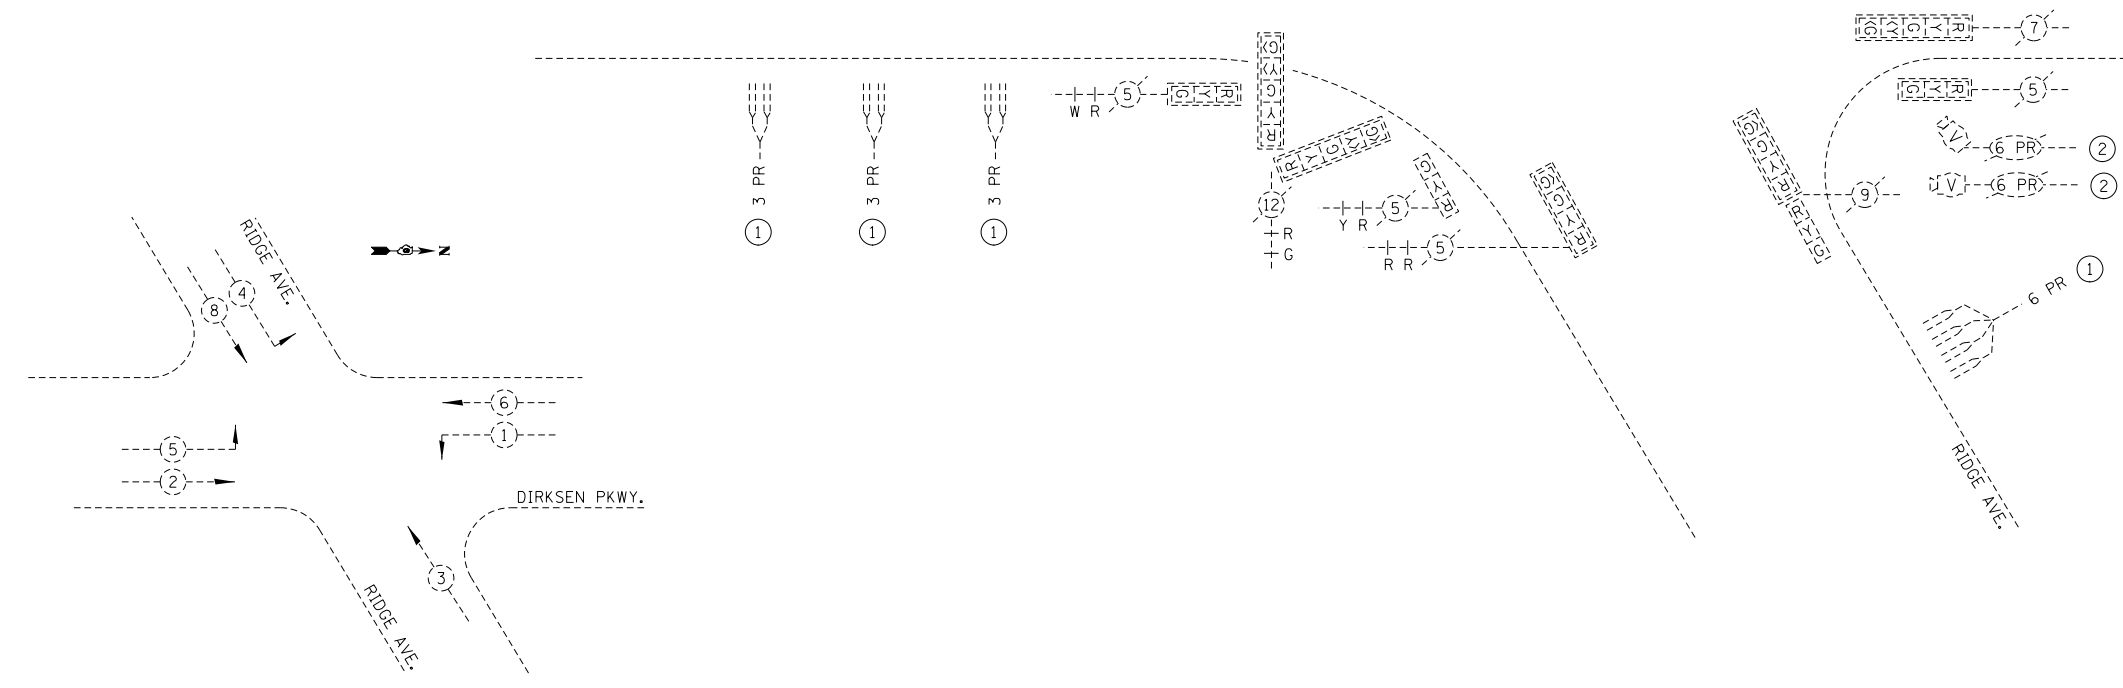 RIDGE AVE.
8
4
N
6
1
5
2
DIRKSEN PKWY.
3
RIDGE AVE.
3 PR
1
3 PR
1
3 PR
1
W R
5
G Y R
<G <Y G Y R
<G <Y G Y R
12
R
G
G Y R
Y R
5
<G G Y R
R R
5
<G G Y R
R Y G
9
<G <Y G Y R
7
G Y R
5
V
6 PR
2
V
6 PR
2
6 PR
1
RIDGE AVE.